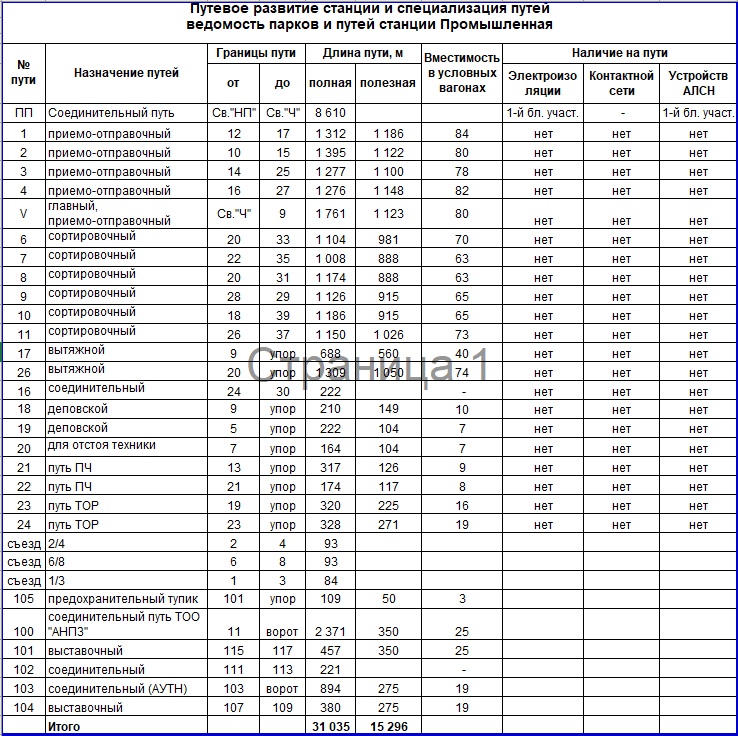 Путевое развитие станции и специализация путей
ведомость парков и путей станции Промышленная
№ пути Назначение путей Границы пути Длина пути, м Вместимость в условных вагонах Наличие на пути
от до полная полезная Электроизо ляции Контактной сети Устройств АЛСН
ПП Соединительный путь Св."НП" Св."Ч" 8 610 1-й бл. участ. - 1-й бл. участ.
1 приемо-отправочный 12 17 1 312 1 186 84 нет нет нет
2 приемо-отправочный 10 15 1 395 1 122 80 нет нет нет
3 приемо-отправочный 14 25 1 277 1 100 78 нет нет нет
4 приемо-отправочный 16 27 1 276 1 148 82 нет нет нет
V главный, приемо-отправочный Св."Ч" 9 1 761 1 123 80 нет нет нет
6 сортировочный 20 33 1 104 981 70 нет нет нет
7 сортировочный 22 35 1 008 888 63 нет нет нет
8 сортировочный 20 31 1 174 888 63 нет нет нет
9 сортировочный 28 29 1 126 915 65 нет нет нет
10 сортировочный 18 39 1 186 915 65 нет нет нет
11 сортировочный 26 37 1 150 1 026 73 нет нет нет
17 вытяжной 9 упор 688 560 40 нет нет нет
26 вытяжной 20 упор 1 309 1 050 74 нет нет нет
Страница 1
16 соединительный 24 30 222 - нет нет нет
18 деповской 9 упор 210 149 10 нет нет нет
19 деповской 5 упор 222 104 7 нет нет нет
20 для отстоя техники 7 упор 164 104 7 нет нет нет
21 путь ПЧ 13 упор 317 126 9 нет нет нет
22 путь ПЧ 21 упор 174 117 8 нет нет нет
23 путь ТОР 19 упор 320 225 16 нет нет нет
24 путь ТОР 23 упор 328 271 19 нет нет нет
съезд 2/4 2 4 93
съезд 6/8 6 8 93
съезд 1/3 1 3 84
105 предохранительный тупик 101 упор 109 50 3
100 соединительный путь ТОО "АНПЗ" 11 ворот 2 371 350 25
101 выставочный 115 117 457 350 25
102 соединительный 111 113 221 -
103 соединительный (АУТН) 103 ворот 894 275 19
104 выставочный 107 109 380 275 19
Итого 31 035 15 296